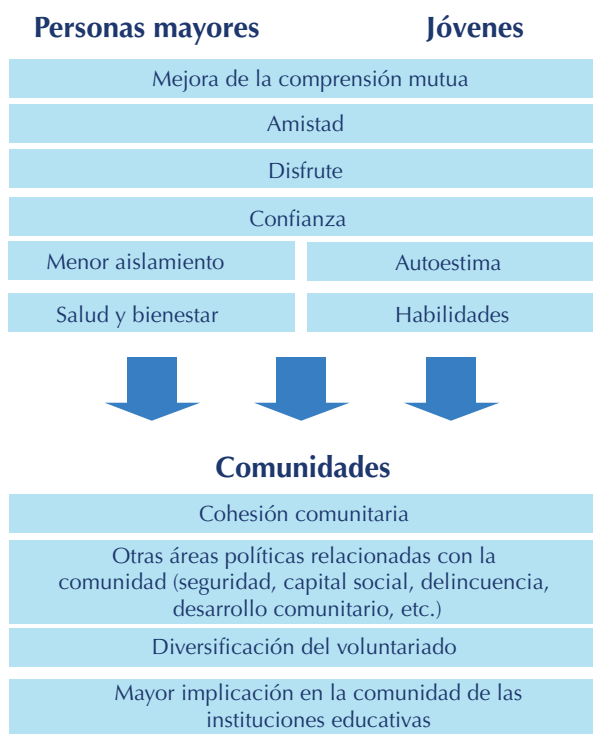 Personas mayores
Jóvenes
Mejora de la comprensión mutua
Amistad
Disfrute
Confianza
Menor aislamiento
Autoestima
Salud y bienestar
Habilidades
Comunidades
Cohesión comunitaria
Otras áreas políticas relacionadas con la
comunidad (seguridad, capital social, delincuencia,
desarrollo comunitario, etc.)
Diversificación del voluntariado
Mayor implicación en la comunidad de las
instituciones educativas